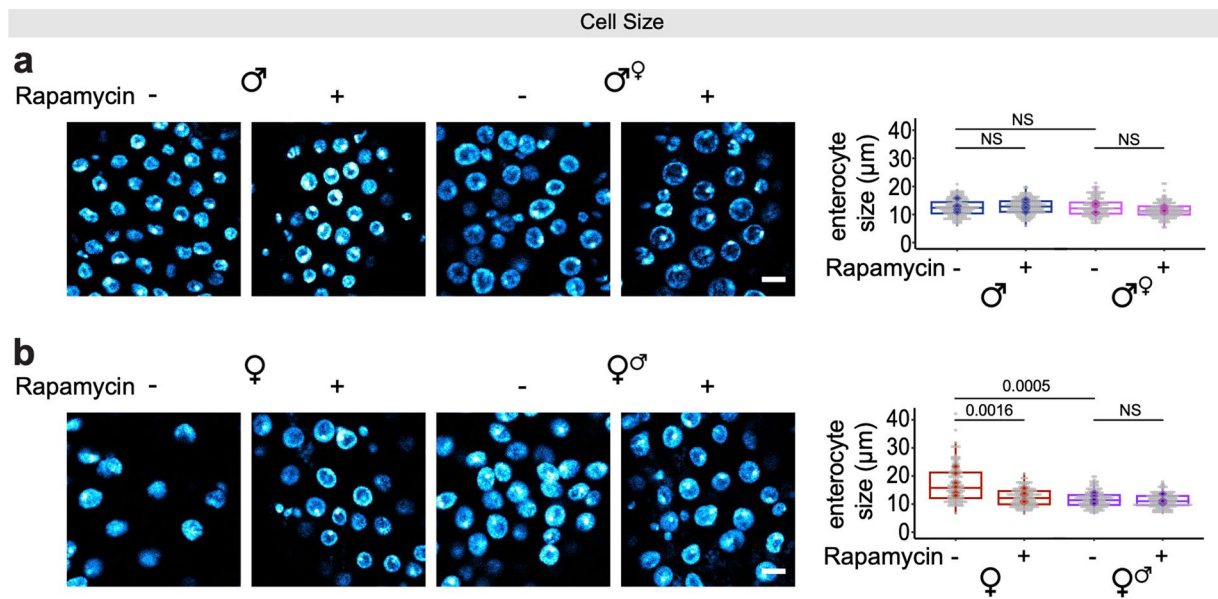 Cell Size
a
♂ ♂♀
Rapamycin - + - +
NS
NS NS
enterocyte
size (µm)
40
30
20
10
0
Rapamycin - + - +
♂ ♂♀
b
♀ ♀♂
Rapamycin - + - +
0.0005
0.0016 NS
enterocyte
size (µm)
40
30
20
10
0
Rapamycin - + - +
♀ ♀♂